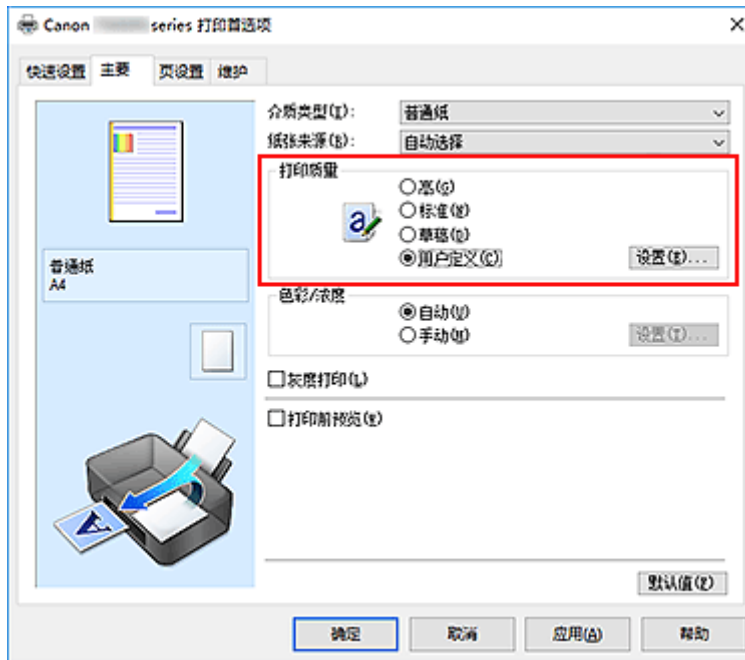 Canon series 打印首选项
快速设置 主要 页设置 维护
介质类型(I): 普通纸
纸张来源(B): 自动选择
打印质量
高(G)
标准(N)
草稿(D)
用户定义(C) 设置(E)...
普通纸
A4
色彩/浓度
自动(U)
手动(M) 设置(T)...
灰度打印(L)
打印前预览(R)
默认值(Z)
确定 取消 应用(A) 帮助